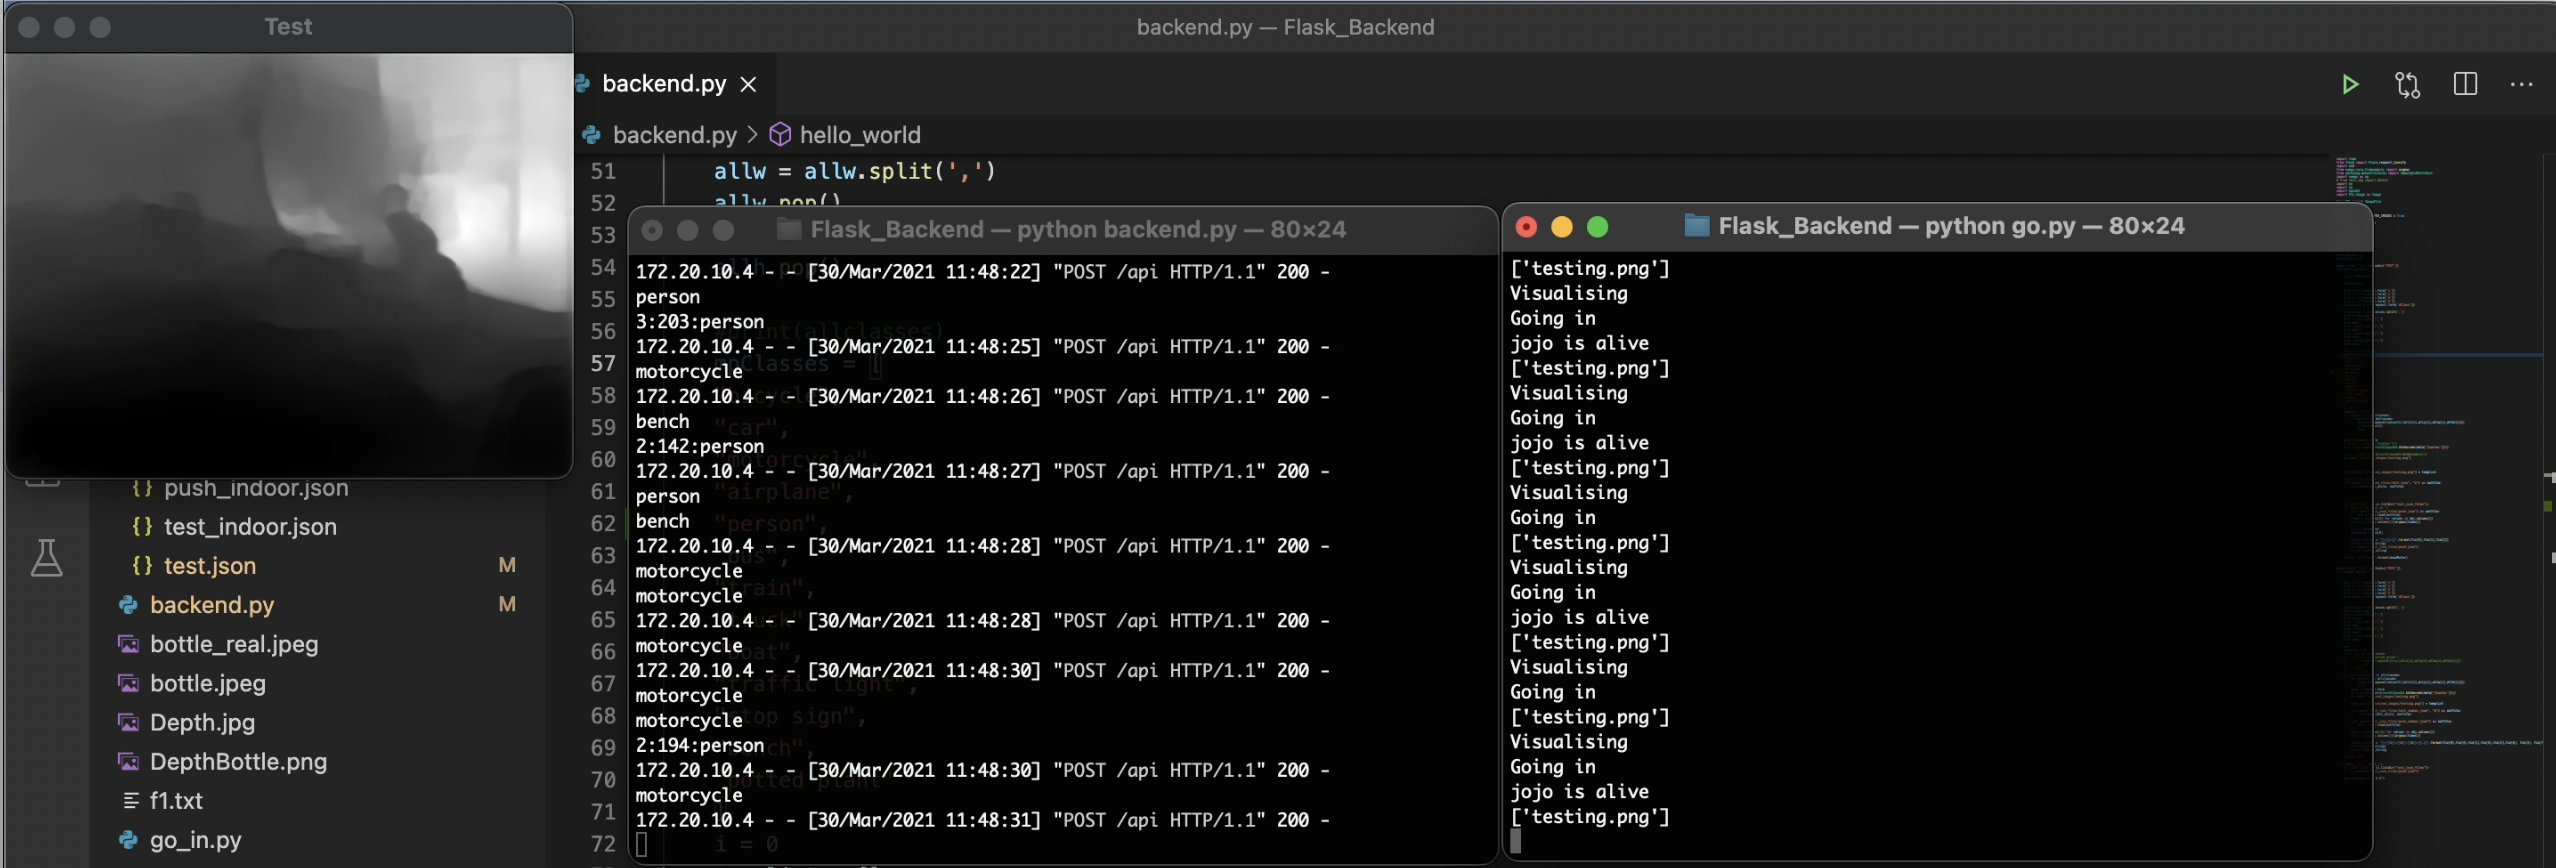 Test
backend.py — Flask_Backend
backend.py
backend.py > hello_world
51 allw = allw.split(',')
52 allw.pop()
53
54
55
56
57
58
59
60
61
62
63
64
65
66
67
68
69
70
71
72 i = 0
push_indoor.json
test_indoor.json
test.json M
backend.py M
bottle_real.jpeg
bottle.jpeg
Depth.jpg
DepthBottle.png
f1.txt
go_in.py
Flask_Backend — python backend.py — 80×24
172.20.10.4 - - [30/Mar/2021 11:48:22] "POST /api HTTP/1.1" 200 -
person
3:203:person
172.20.10.4 - - [30/Mar/2021 11:48:25] "POST /api HTTP/1.1" 200 -
motorcycle
172.20.10.4 - - [30/Mar/2021 11:48:26] "POST /api HTTP/1.1" 200 -
bench
2:142:person
172.20.10.4 - - [30/Mar/2021 11:48:27] "POST /api HTTP/1.1" 200 -
person
bench
172.20.10.4 - - [30/Mar/2021 11:48:28] "POST /api HTTP/1.1" 200 -
motorcycle
motorcycle
172.20.10.4 - - [30/Mar/2021 11:48:28] "POST /api HTTP/1.1" 200 -
motorcycle
172.20.10.4 - - [30/Mar/2021 11:48:30] "POST /api HTTP/1.1" 200 -
motorcycle
motorcycle
2:194:person
172.20.10.4 - - [30/Mar/2021 11:48:30] "POST /api HTTP/1.1" 200 -
motorcycle
172.20.10.4 - - [30/Mar/2021 11:48:31] "POST /api HTTP/1.1" 200 -
Flask_Backend — python go.py — 80×24
['testing.png']
Visualising
Going in
jojo is alive
['testing.png']
Visualising
Going in
jojo is alive
['testing.png']
Visualising
Going in
['testing.png']
Visualising
Going in
jojo is alive
['testing.png']
Visualising
Going in
['testing.png']
Visualising
Going in
jojo is alive
['testing.png']